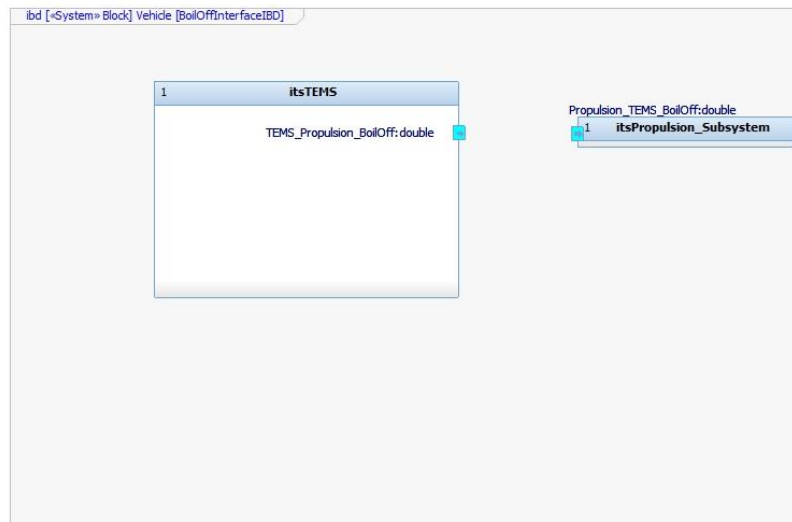 ibd [«System» Block] Vehicle [BoilOffInterfaceIBD]
1 itsTEMS
TEMS_Propulsion_BoilOff:double
Propulsion_TEMS_BoilOff:double
1 itsPropulsion_Subsystem